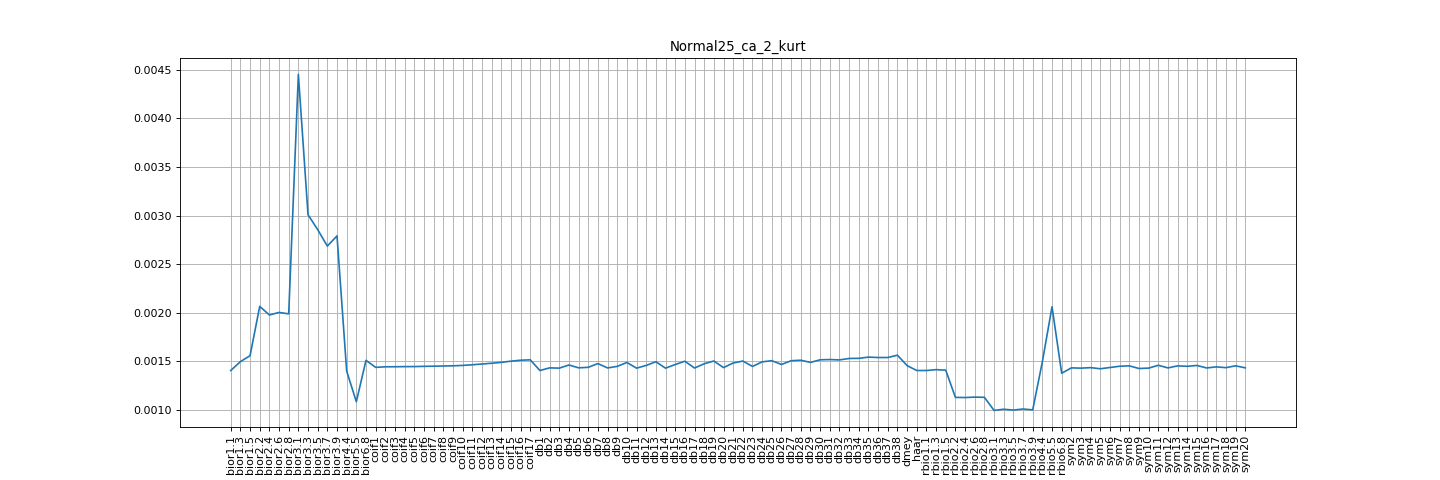 Normal25_ca_2_kurt
0.0045
0.0040
0.0035
0.0030
0.0025
0.0020
0.0015
0.0010
bior1.1
bior1.3
bior1.5
bior2.2
bior2.4
bior2.6
bior2.8
bior3.1
bior3.3
bior3.5
bior3.7
bior3.9
bior4.4
bior5.5
bior6.8
coif1
coif2
coif3
coif4
coif5
coif6
coif7
coif8
coif9
coif10
coif11
coif12
coif13
coif14
coif15
coif16
coif17
db1
db2
db3
db4
db5
db6
db7
db8
db9
db10
db11
db12
db13
db14
db15
db16
db17
db18
db19
db20
db21
db22
db23
db24
db25
db26
db27
db28
db29
db30
db31
db32
db33
db34
db35
db36
db37
db38
dmey
haar
rbio1.1
rbio1.3
rbio1.5
rbio2.2
rbio2.4
rbio2.6
rbio2.8
rbio3.1
rbio3.3
rbio3.5
rbio3.7
rbio3.9
rbio4.4
rbio5.5
rbio6.8
sym2
sym3
sym4
sym5
sym6
sym7
sym8
sym9
sym10
sym11
sym12
sym13
sym14
sym15
sym16
sym17
sym18
sym19
sym20